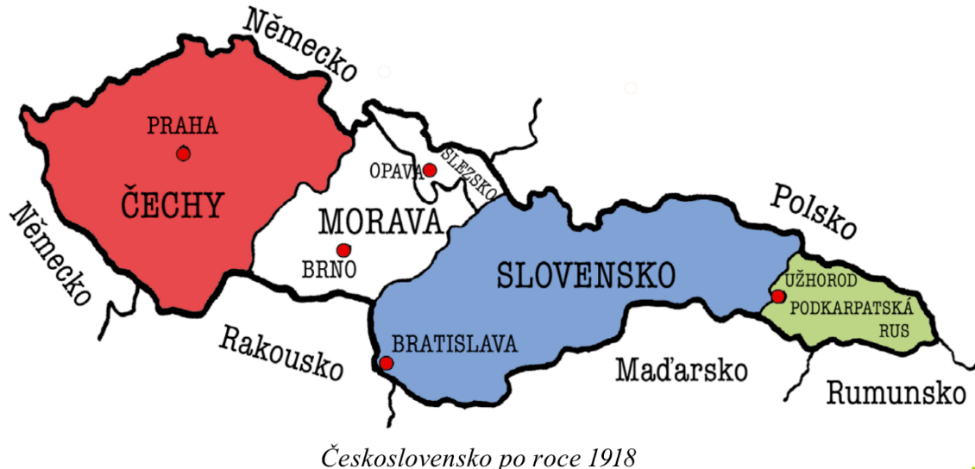 Německo
PRAHA
ČECHY
Německo
OPAVA
SLEZSKO
MORAVA
BRNO
Polsko
SLOVENSKO
UŽHOROD
PODKARPATSKÁ
RUS
Rakousko
BRATISLAVA
Maďarsko
Rumunsko
Československo po roce 1918